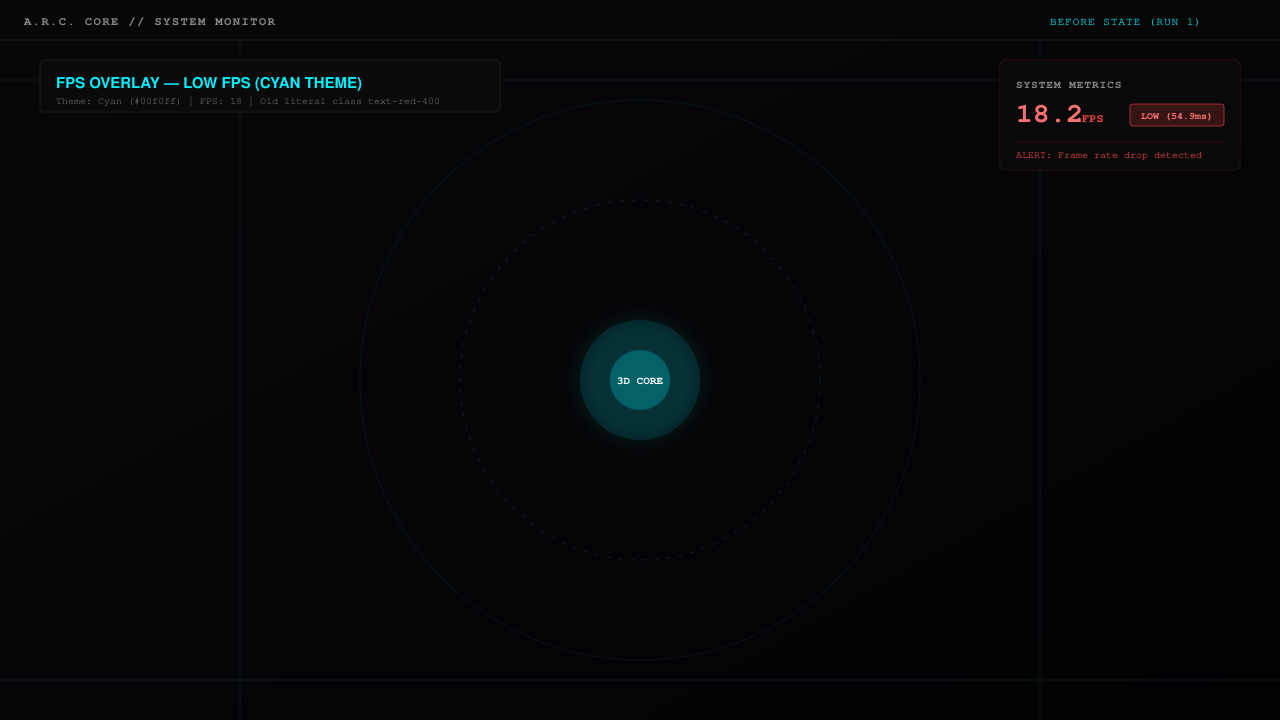 A.R.C. CORE // SYSTEM MONITOR
BEFORE STATE (RUN 1)
FPS OVERLAY — LOW FPS (CYAN THEME)
Theme: Cyan (#00f0ff) | FPS: 18 | Old literal class text-red-400
SYSTEM METRICS
18.2FPS
LOW (54.9ms)
ALERT: Frame rate drop detected
3D CORE